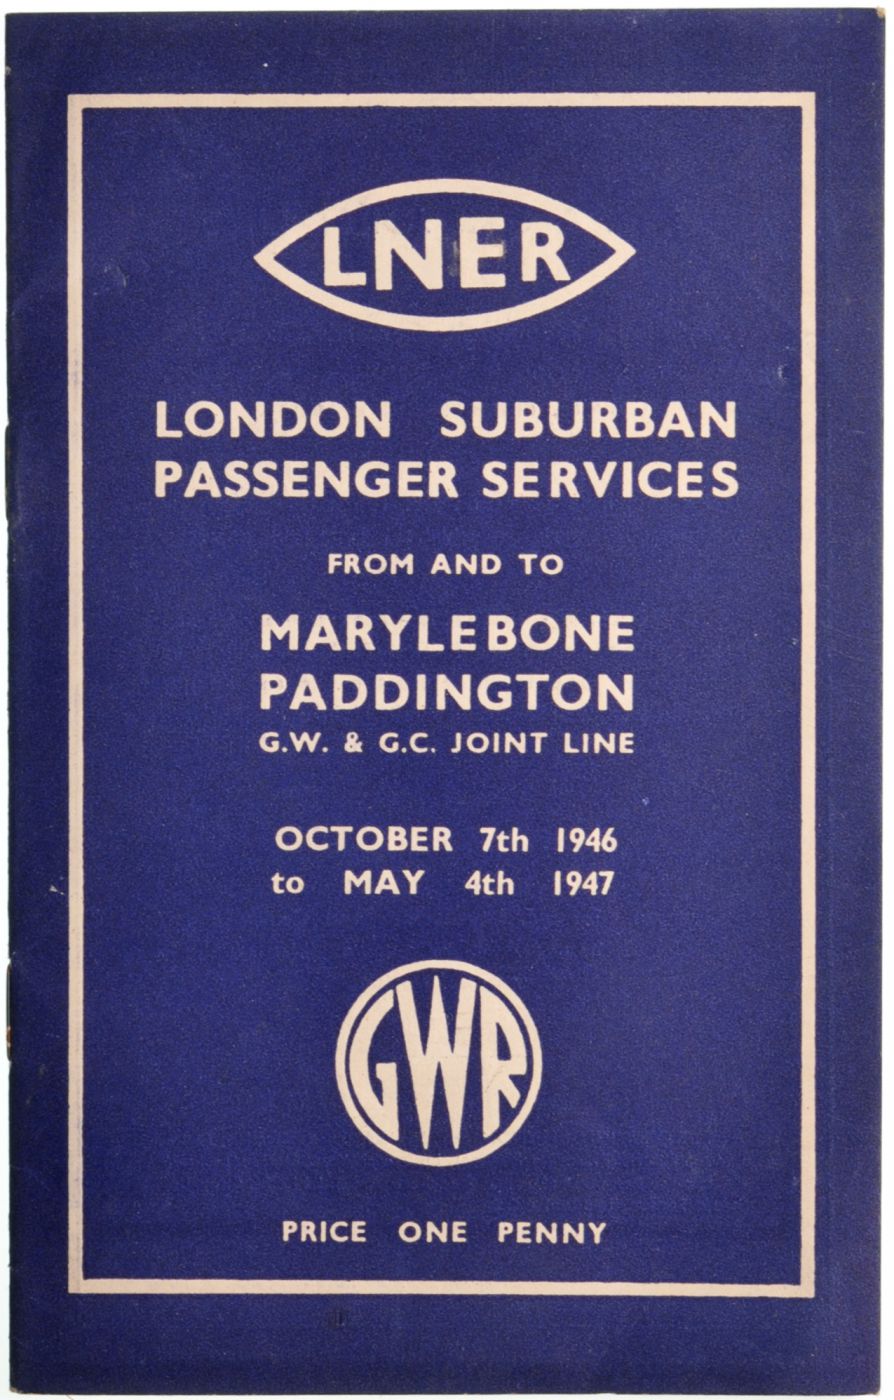 LNER
LONDON SUBURBAN
PASSENGER SERVICES
FROM AND TO
MARYLEBONE
PADDINGTON
G.W. & G.C. JOINT LINE
OCTOBER 7th 1946
to MAY 4th 1947
GWR
PRICE ONE PENNY